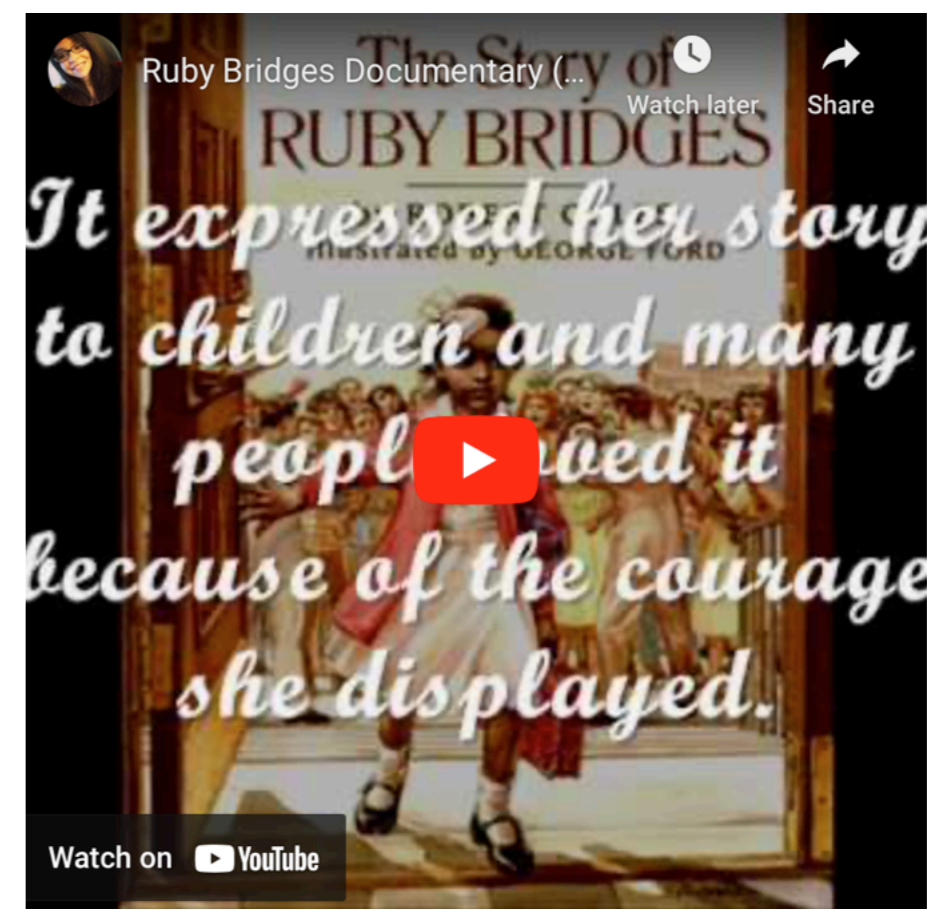 Ruby Bridges Documentary (...
Watch later
Share
The Story of
RUBY BRIDGES
It expressed her story
Illustrated by GEORGE FORD
to children and many
it
because of the courage
she displayed.
Watch on YouTube